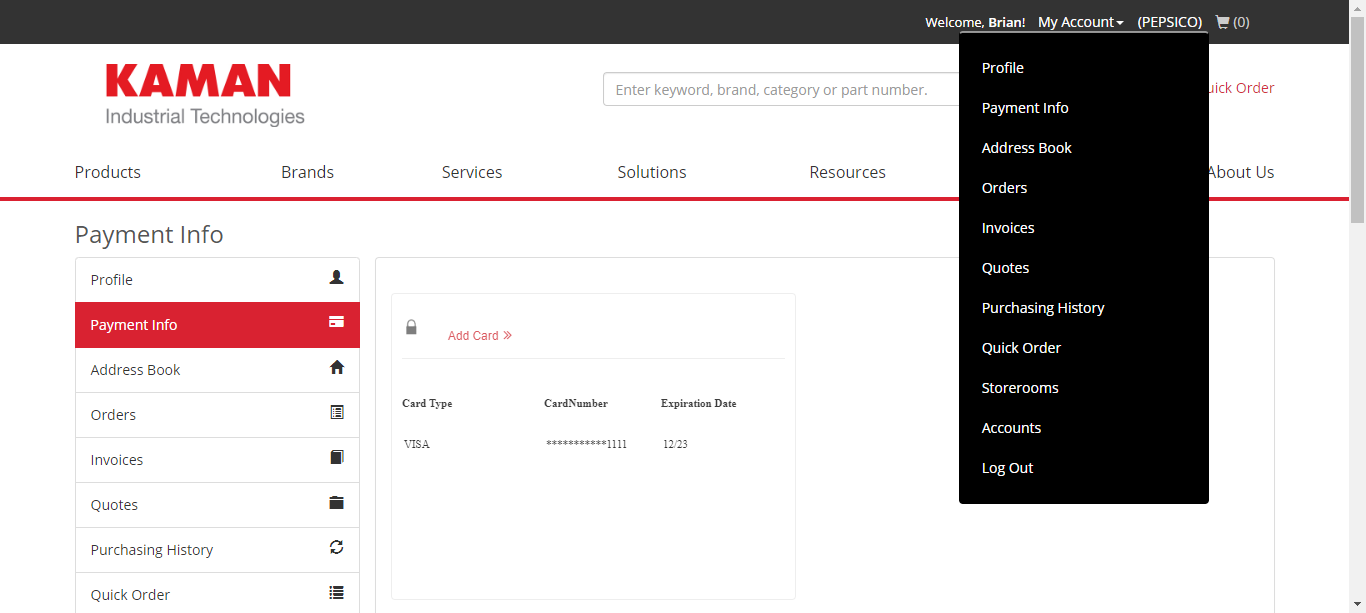 Welcome, Brian! My Account (PEPSICO) (0)
KAMAN
Industrial Technologies
Enter keyword, brand, category or part number.
uick Order
Products Brands Services Solutions Resources About Us
Profile
Payment Info
Address Book
Orders
Invoices
Quotes
Purchasing History
Quick Order
Storerooms
Accounts
Log Out
Payment Info
Profile
Payment Info
Address Book
Orders
Invoices
Quotes
Purchasing History
Quick Order
Add Card »
Card Type CardNumber Expiration Date
VISA ***********1111 12/23